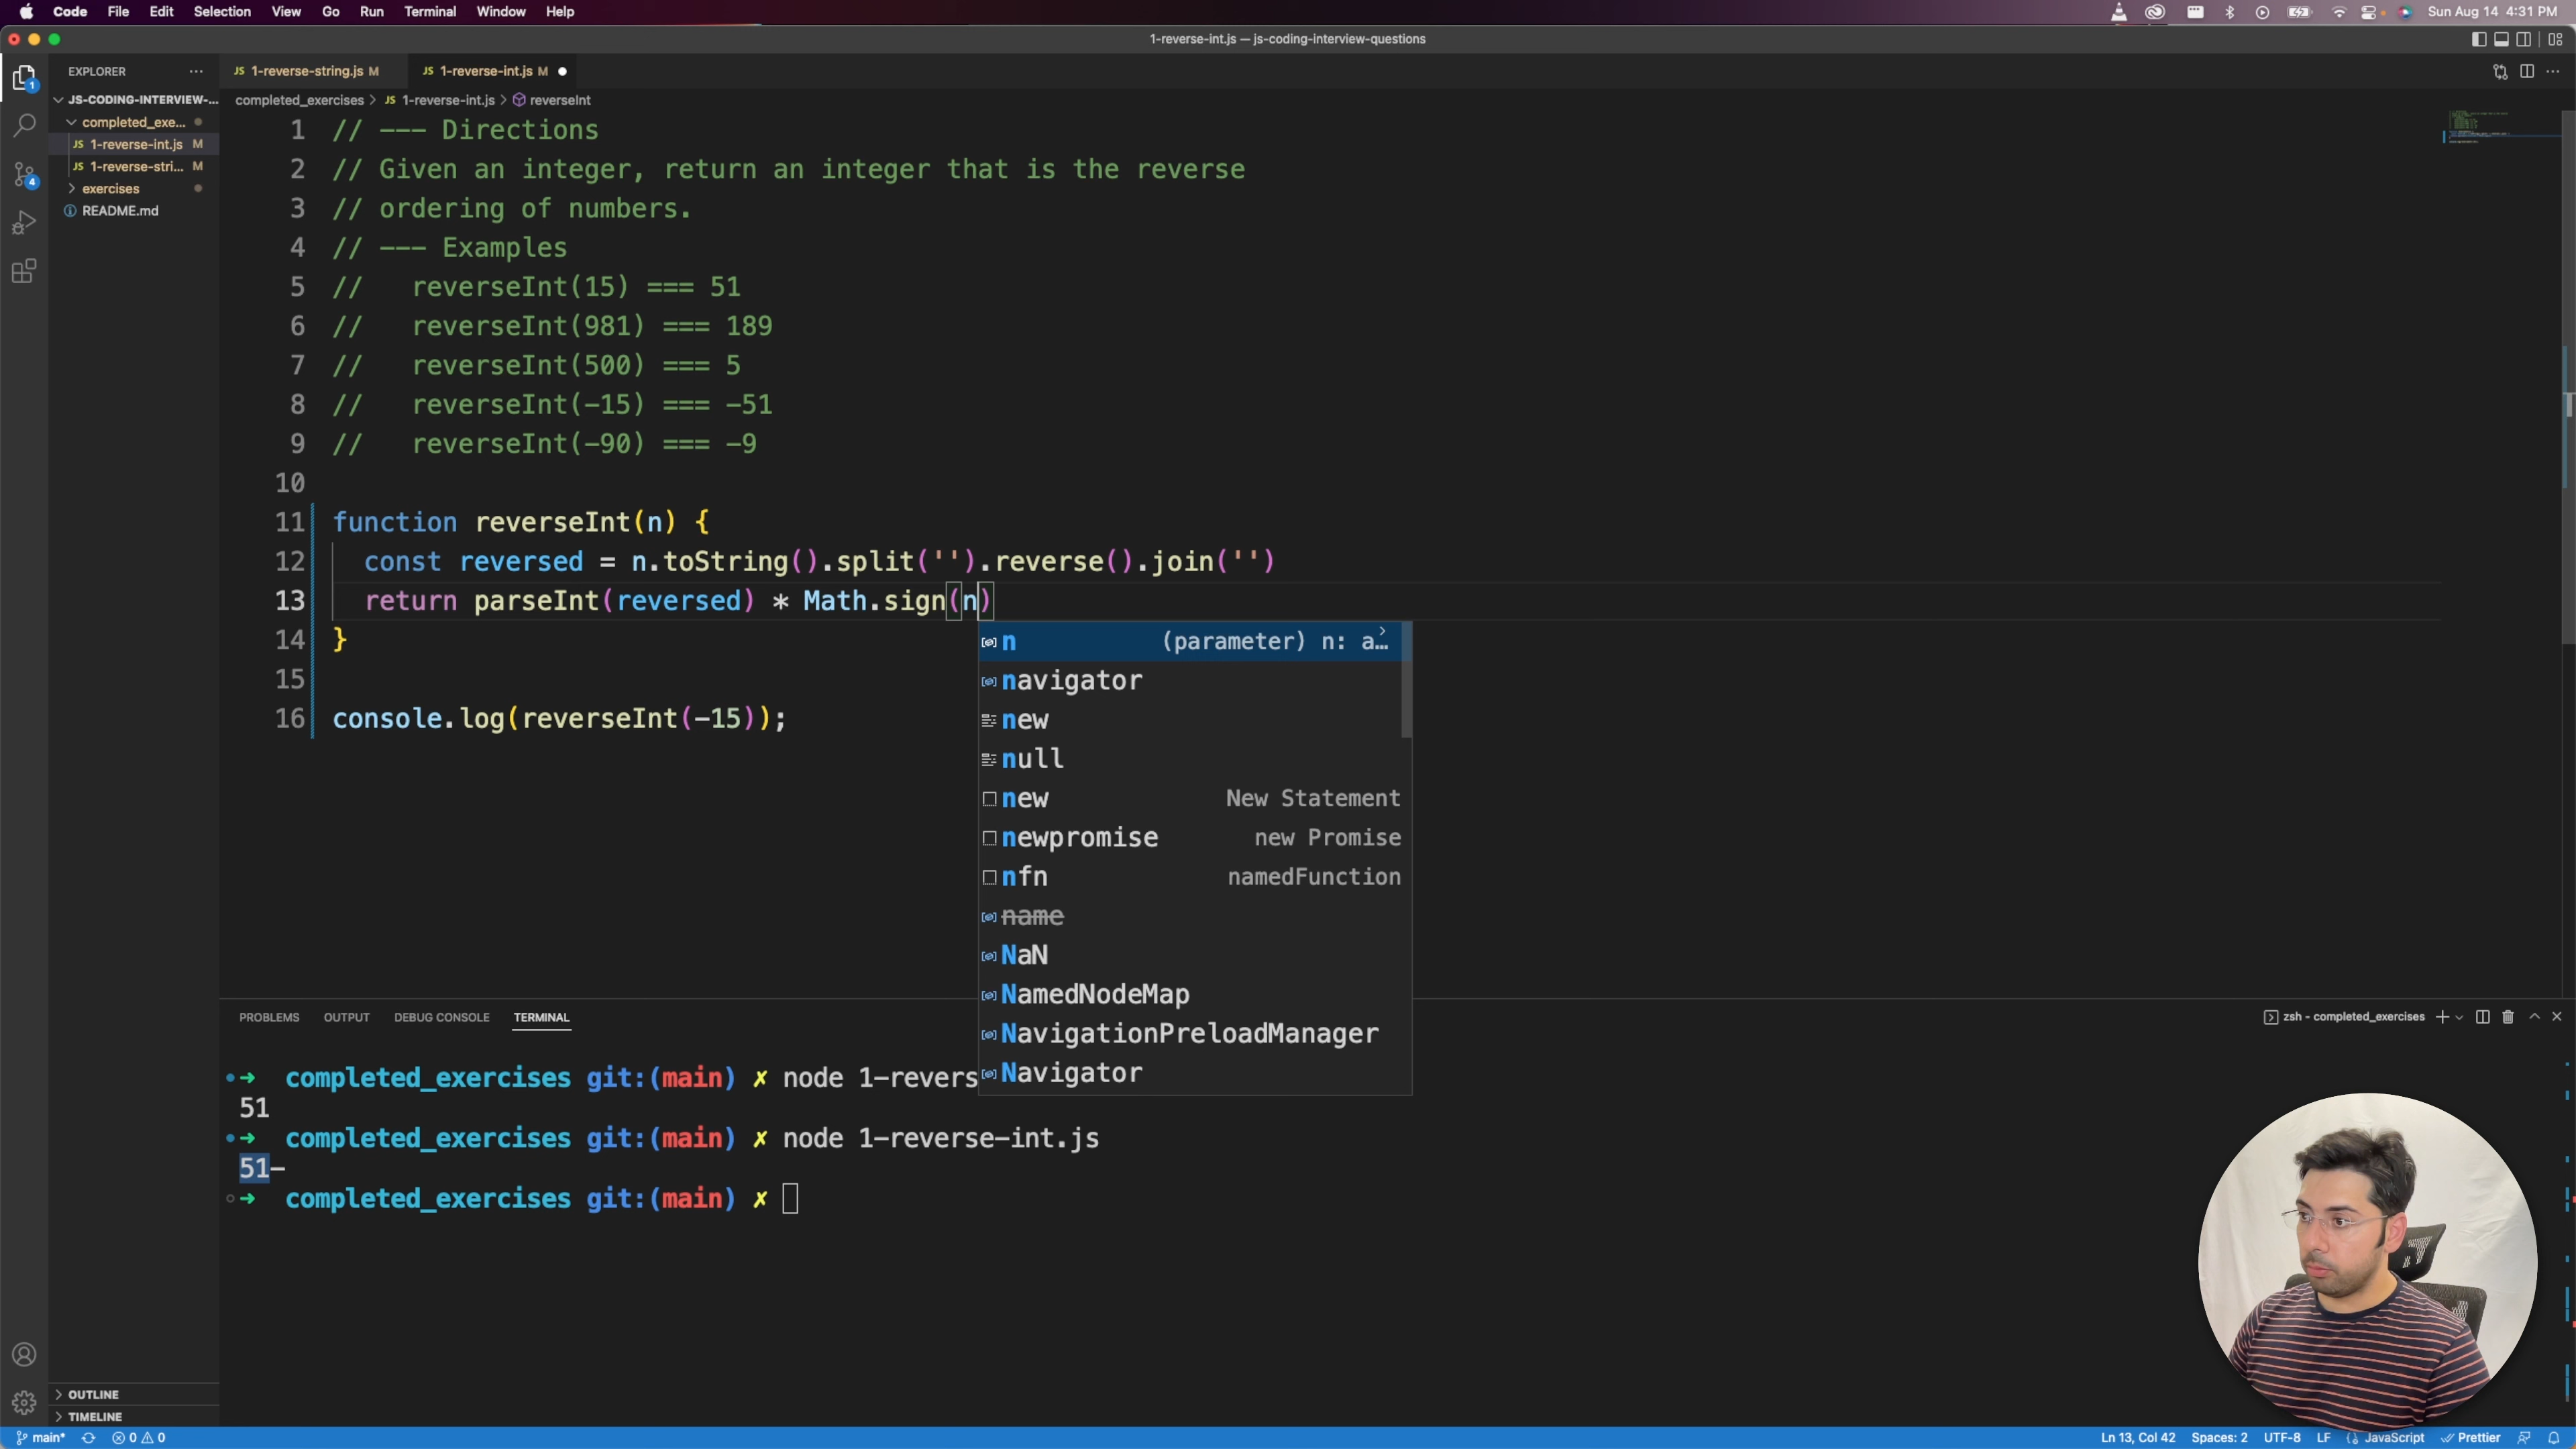 Code File Edit Selection View Go Run Terminal Window Help
Sun Aug 14 4:31 PM
1-reverse-int.js — js-coding-interview-questions
EXPLORER
JS-CODING-INTERVIEW-...
completed_exe...
JS 1-reverse-int.js M
JS 1-reverse-stri... M
exercises
README.md
OUTLINE
TIMELINE
JS 1-reverse-string.js M
JS 1-reverse-int.js M
completed_exercises > JS 1-reverse-int.js > reverseInt
1 // --- Directions
2 // Given an integer, return an integer that is the reverse
3 // ordering of numbers.
4 // --- Examples
5 //   reverseInt(15) === 51
6 //   reverseInt(981) === 189
7 //   reverseInt(500) === 5
8 //   reverseInt(-15) === -51
9 //   reverseInt(-90) === -9
10
11 function reverseInt(n) {
12   const reversed = n.toString().split('').reverse().join('')
13   return parseInt(reversed) * Math.sign(n)
14 }
15
16 console.log(reverseInt(-15));
n (parameter) n: a…
navigator
new
null
new New Statement
newpromise new Promise
nfn namedFunction
name
NaN
NamedNodeMap
NavigationPreloadManager
Navigator
PROBLEMS OUTPUT DEBUG CONSOLE TERMINAL
zsh - completed_exercises
➜ completed_exercises git:(main) ✗ node 1-revers
51
➜ completed_exercises git:(main) ✗ node 1-reverse-int.js
51-
➜ completed_exercises git:(main) ✗
main* 0 0
Ln 13, Col 42 Spaces: 2 UTF-8 LF JavaScript Prettier
1
4